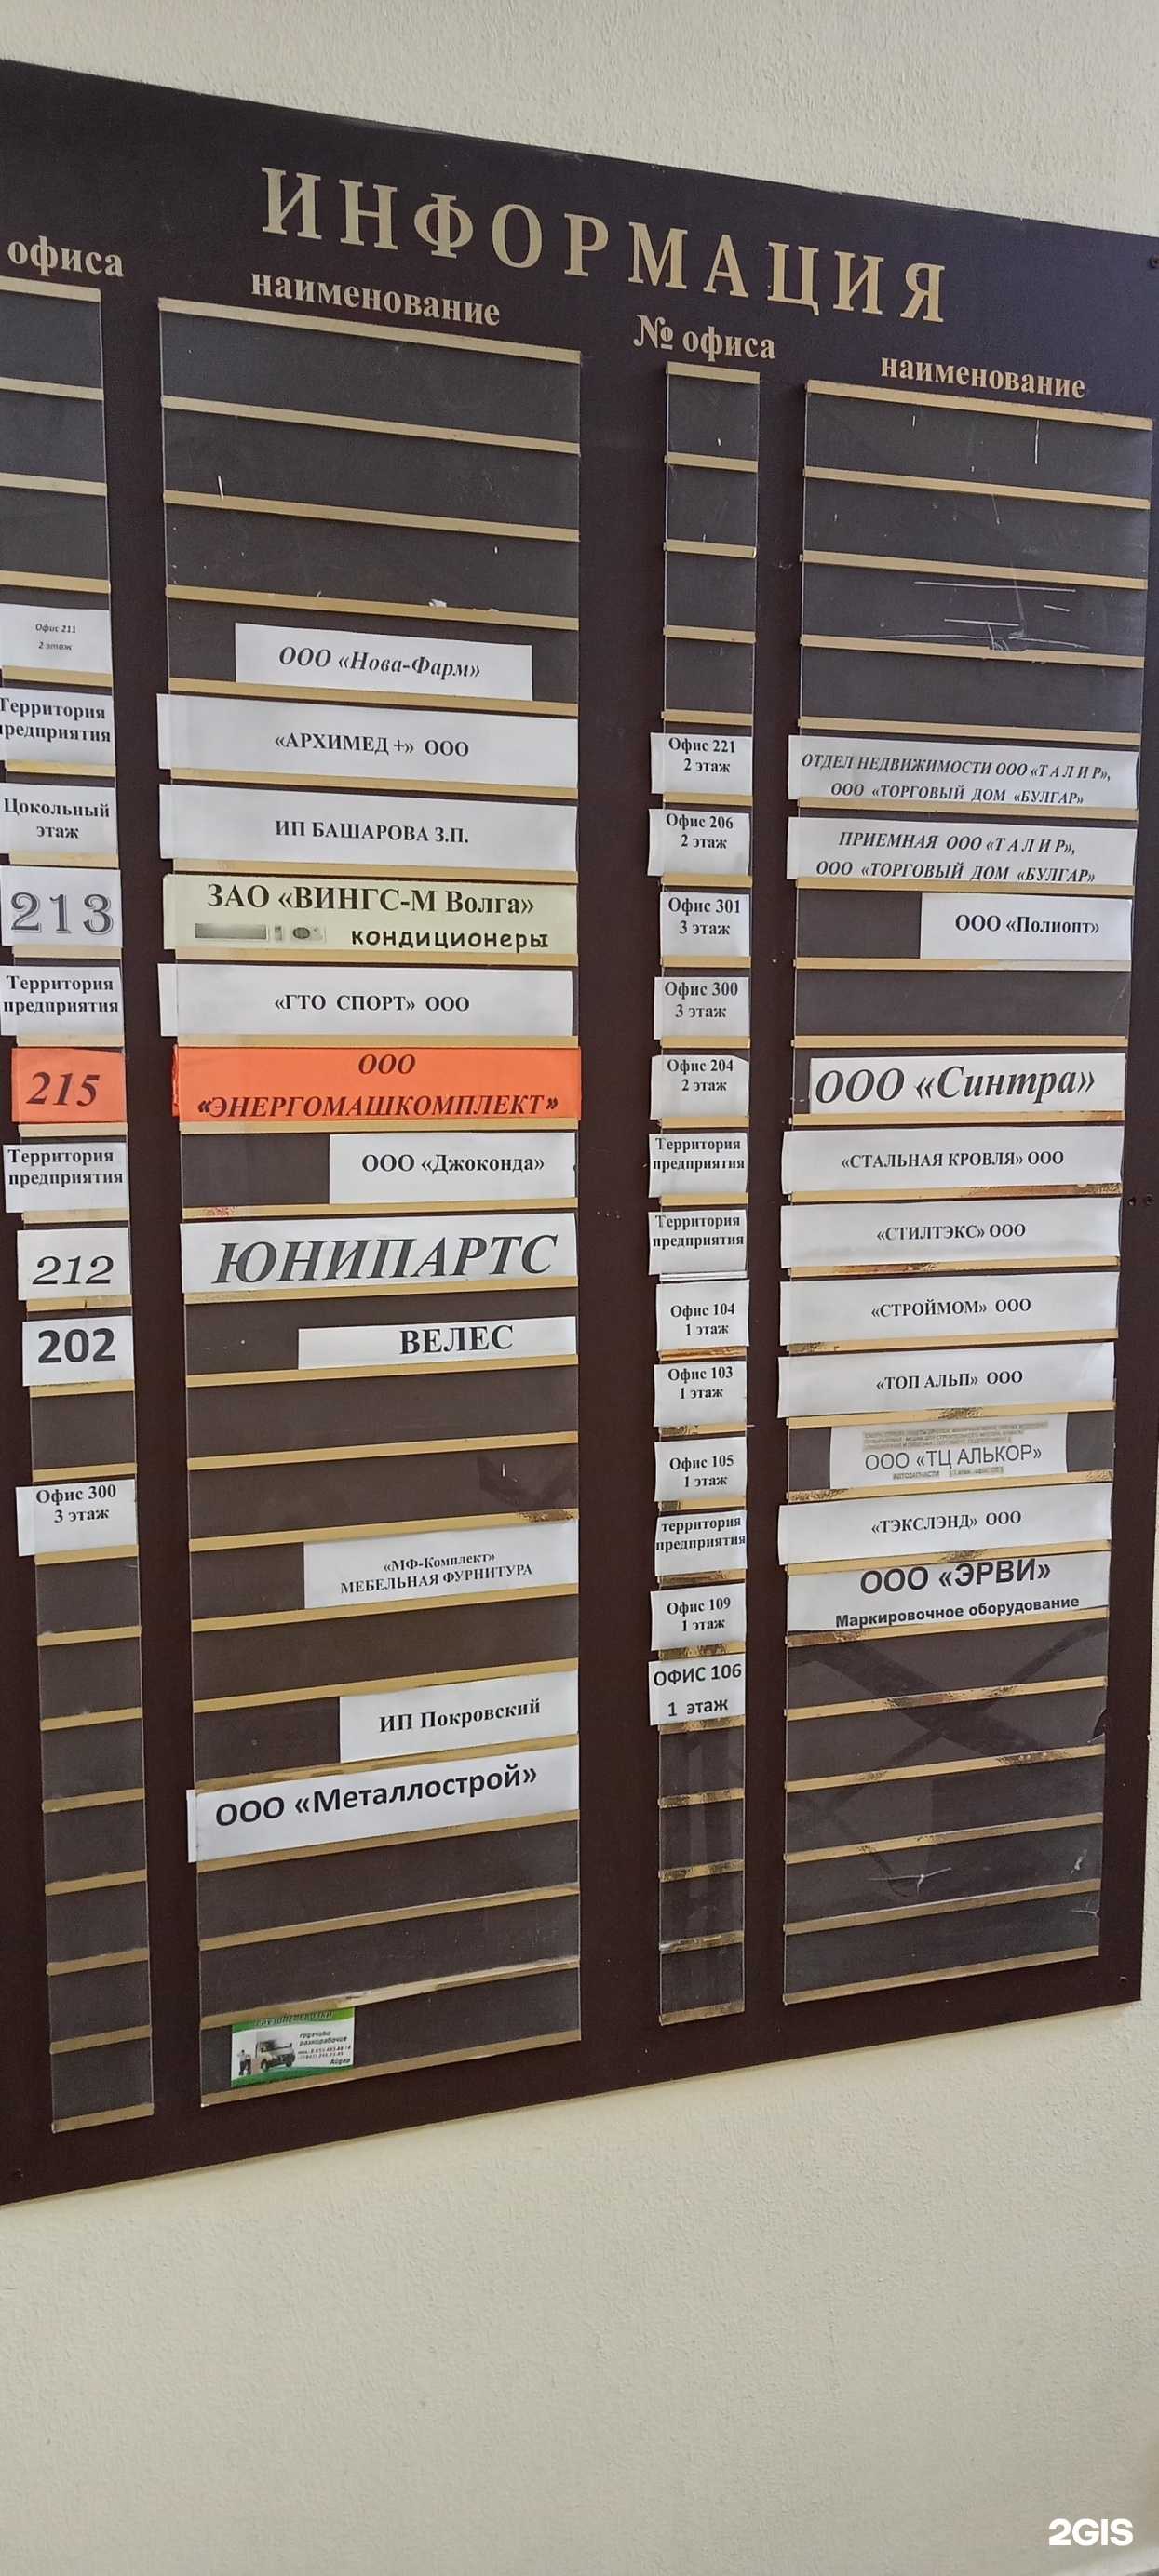 ИНФОРМАЦИЯ
офиса
наименование
Офис 211
2 этаж
ООО «Нова-Фарм»
Территория
предприятия
«АРХИМЕД +» ООО
Цокольный
этаж
ИП БАШАРОВА З.П.
213
ЗАО «ВИНГС-М Волга»
кондиционеры
Территория
предприятия
«ГТО СПОРТ» ООО
215
ООО
«ЭНЕРГОМАШКОМПЛЕКТ»
Территория
предприятия
ООО «Джоконда»
212
ЮНИПАРТС
202
ВЕЛЕС
Офис 300
3 этаж
«МФ-Комплект»
МЕБЕЛЬНАЯ ФУРНИТУРА
ИП Покровский
ООО «Металлострой»
грузчики
разнорабочие
Айдар
№ офиса
наименование
Офис 221
2 этаж
ОТДЕЛ НЕДВИЖИМОСТИ ООО «Т А Л И Р»,
ООО «ТОРГОВЫЙ ДОМ «БУЛГАР»
Офис 206
2 этаж
ПРИЕМНАЯ ООО «Т А Л И Р»,
ООО «ТОРГОВЫЙ ДОМ «БУЛГАР»
Офис 301
3 этаж
ООО «Полиопт»
Офис 300
3 этаж
Офис 204
2 этаж
ООО «Синтра»
Территория
предприятия
«СТАЛЬНАЯ КРОВЛЯ» ООО
Территория
предприятия
«СТИЛТЭКС» ООО
Офис 104
1 этаж
«СТРОЙМОМ» ООО
Офис 103
1 этаж
«ТОП АЛЬП» ООО
Офис 105
1 этаж
ООО «ТЦ АЛЬКОР»
АВТОЗАПЧАСТИ
территория
предприятия
«ТЭКСЛЭНД» ООО
Офис 109
1 этаж
ООО «ЭРВИ»
Маркировочное оборудование
ОФИС 106
1 этаж
2GIS